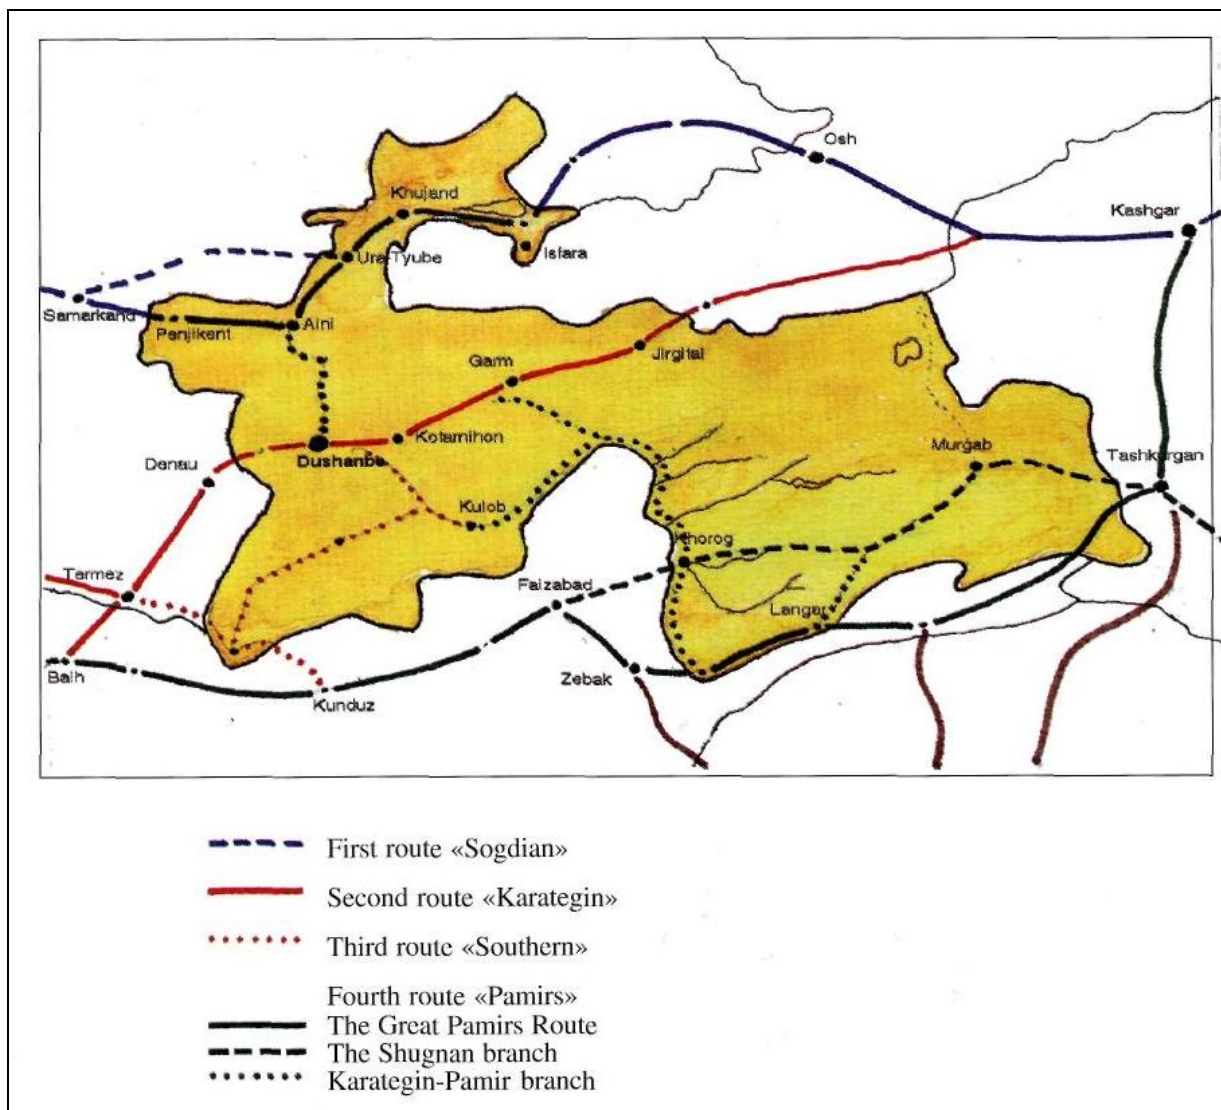 Osh
Khujand
Kashgar
Isfara
Ura-Tyube
Samarkand
Penjikent
Aini
Jirgital
Garm
Kotarnihon
Murgab
Dushanbe
Denau
Tashkurgan
Kulob
Khorog
Termez
Faizabad
Langar
Balh
Zebak
Kunduz
First route «Sogdian»
Second route «Karategin»
Third route «Southern»
Fourth route «Pamirs»
The Great Pamirs Route
The Shugnan branch
Karategin-Pamir branch